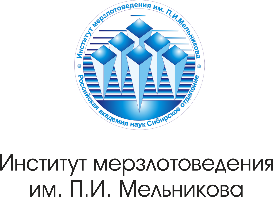 Институт мерзлотоведения им. П.И.Мельникова
Российская академия наук Сибирское отделение
Институт мерзлотоведения
им. П.И. Мельникова